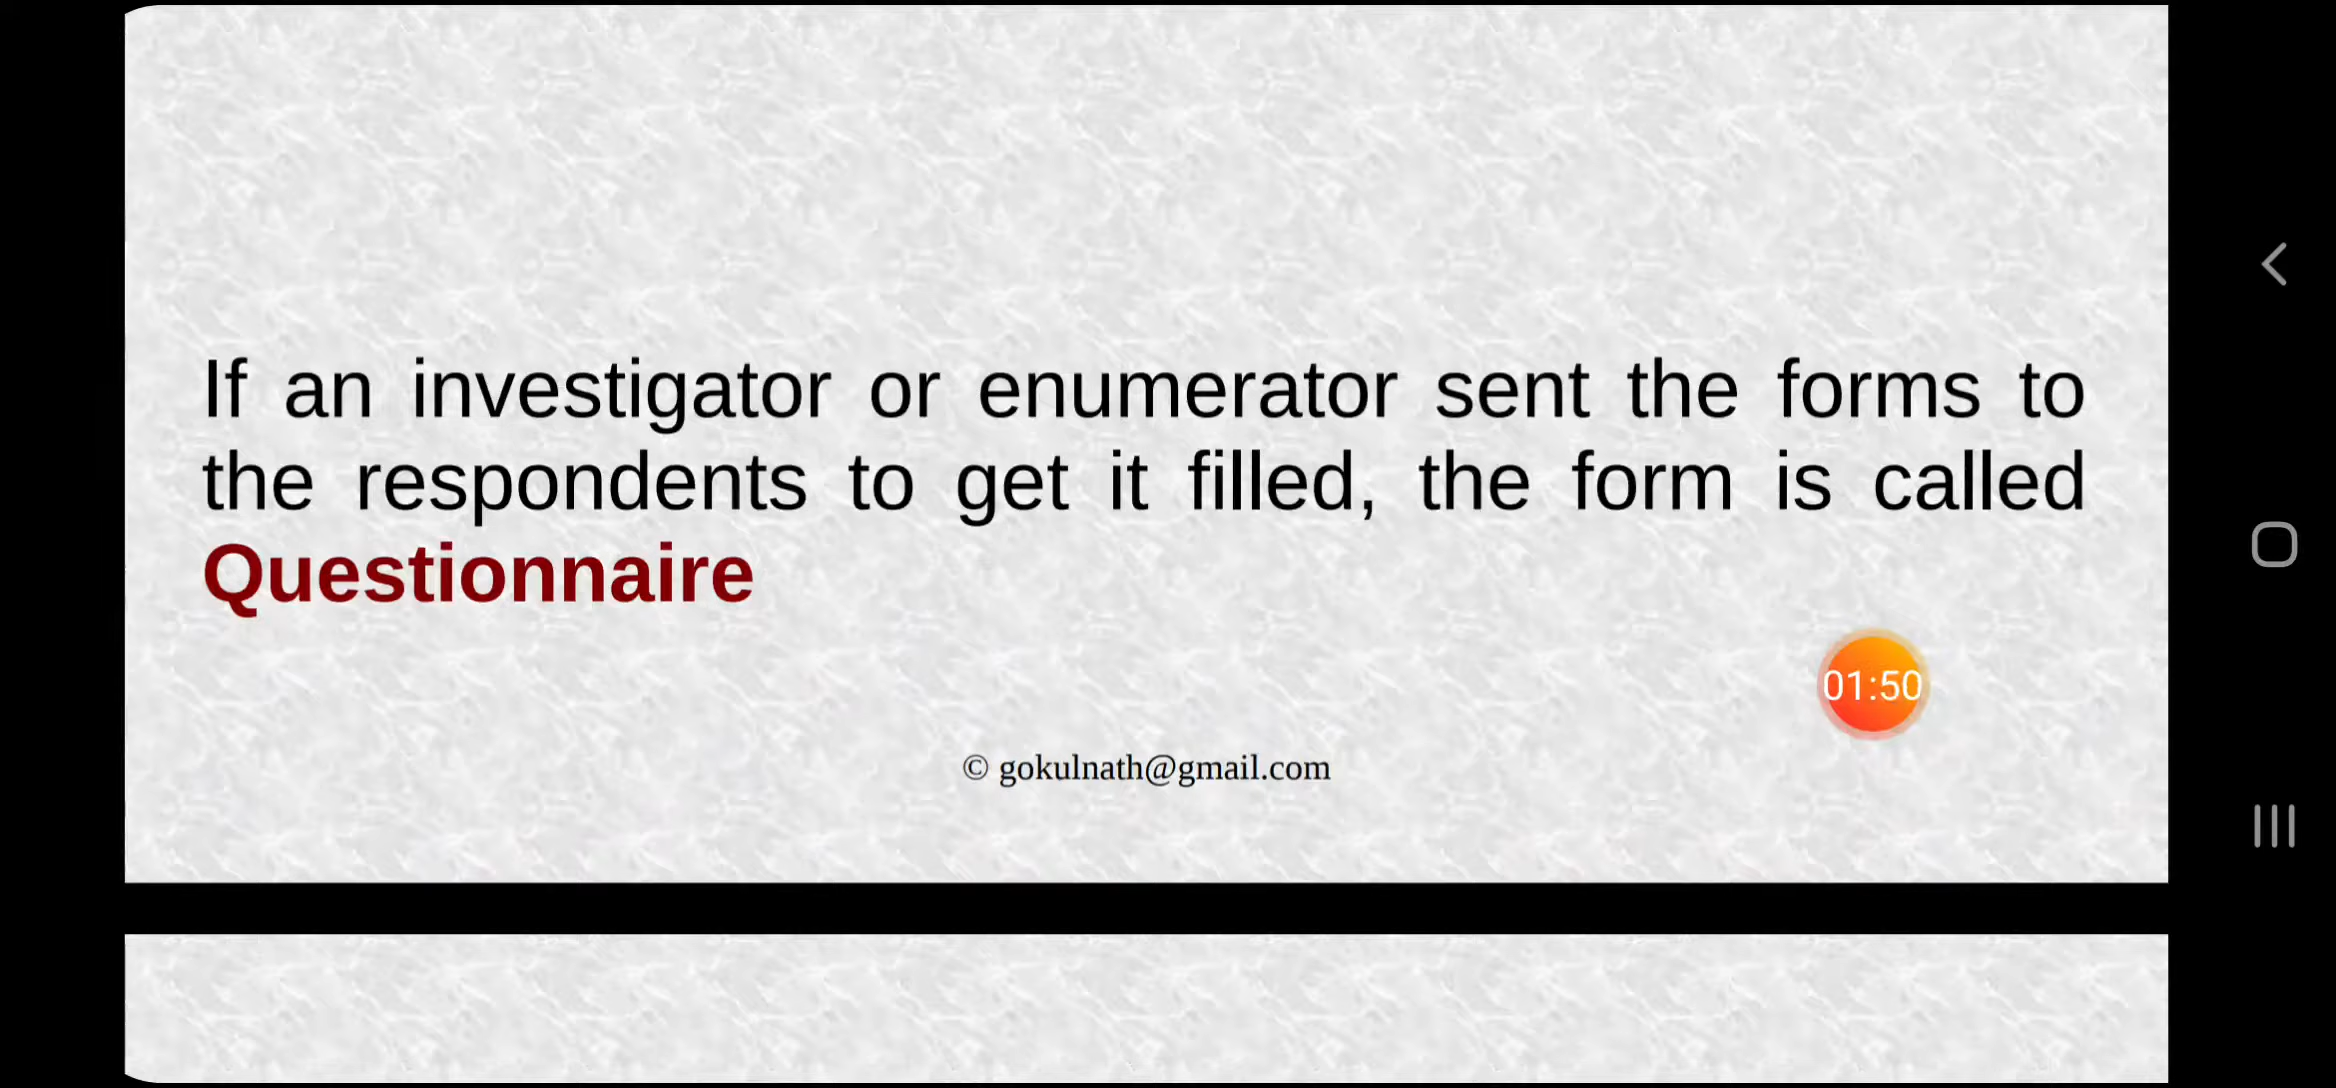 If an investigator or enumerator sent the forms to
the respondents to get it filled, the form is called
Questionnaire
01:50
© gokulnath@gmail.com